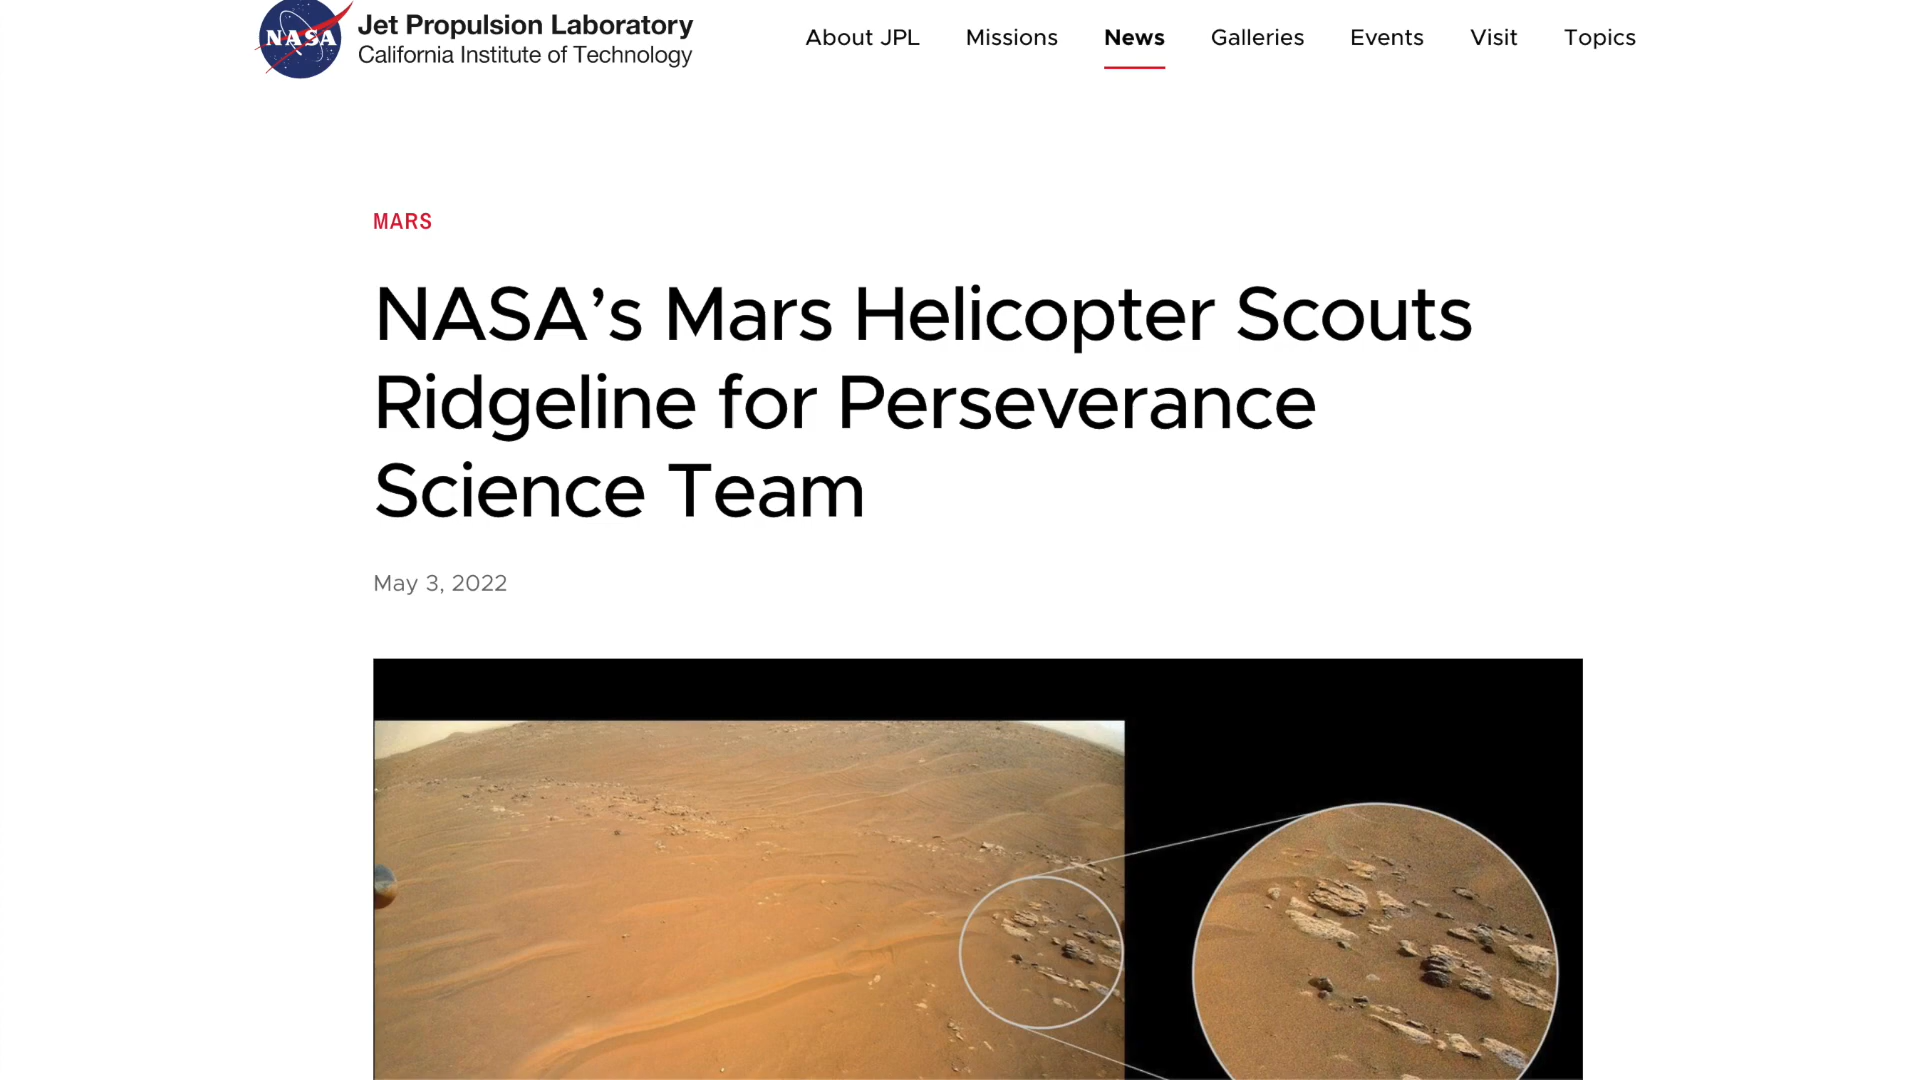 NASA
Jet Propulsion Laboratory
California Institute of Technology
About JPL Missions News Galleries Events Visit Topics
MARS
NASA’s Mars Helicopter Scouts
Ridgeline for Perseverance
Science Team
May 3, 2022